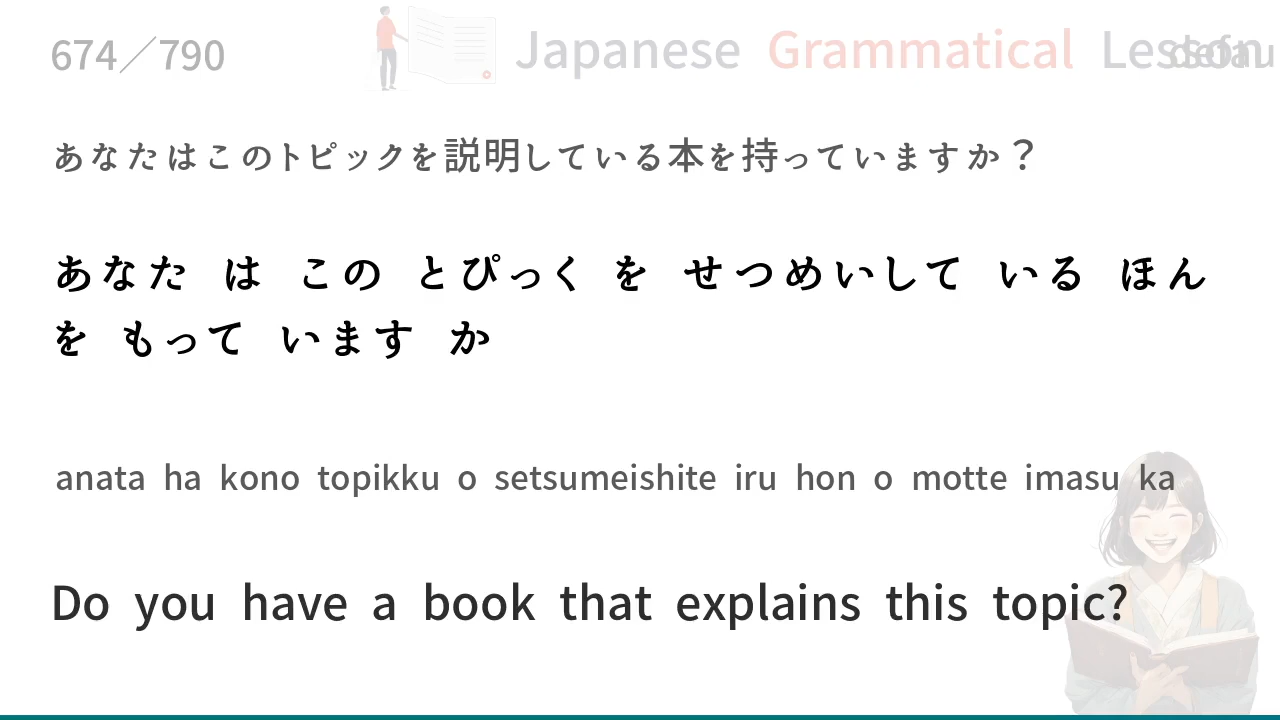 674／790
Japanese Grammatical Lesson
あなたはこのトピックを説明している本を持っていますか？
あなた は この とぴっく を せつめいして いる ほん
を もって います か
anata ha kono topikku o setsumeishite iru hon o motte imasu ka
Do you have a book that explains this topic?